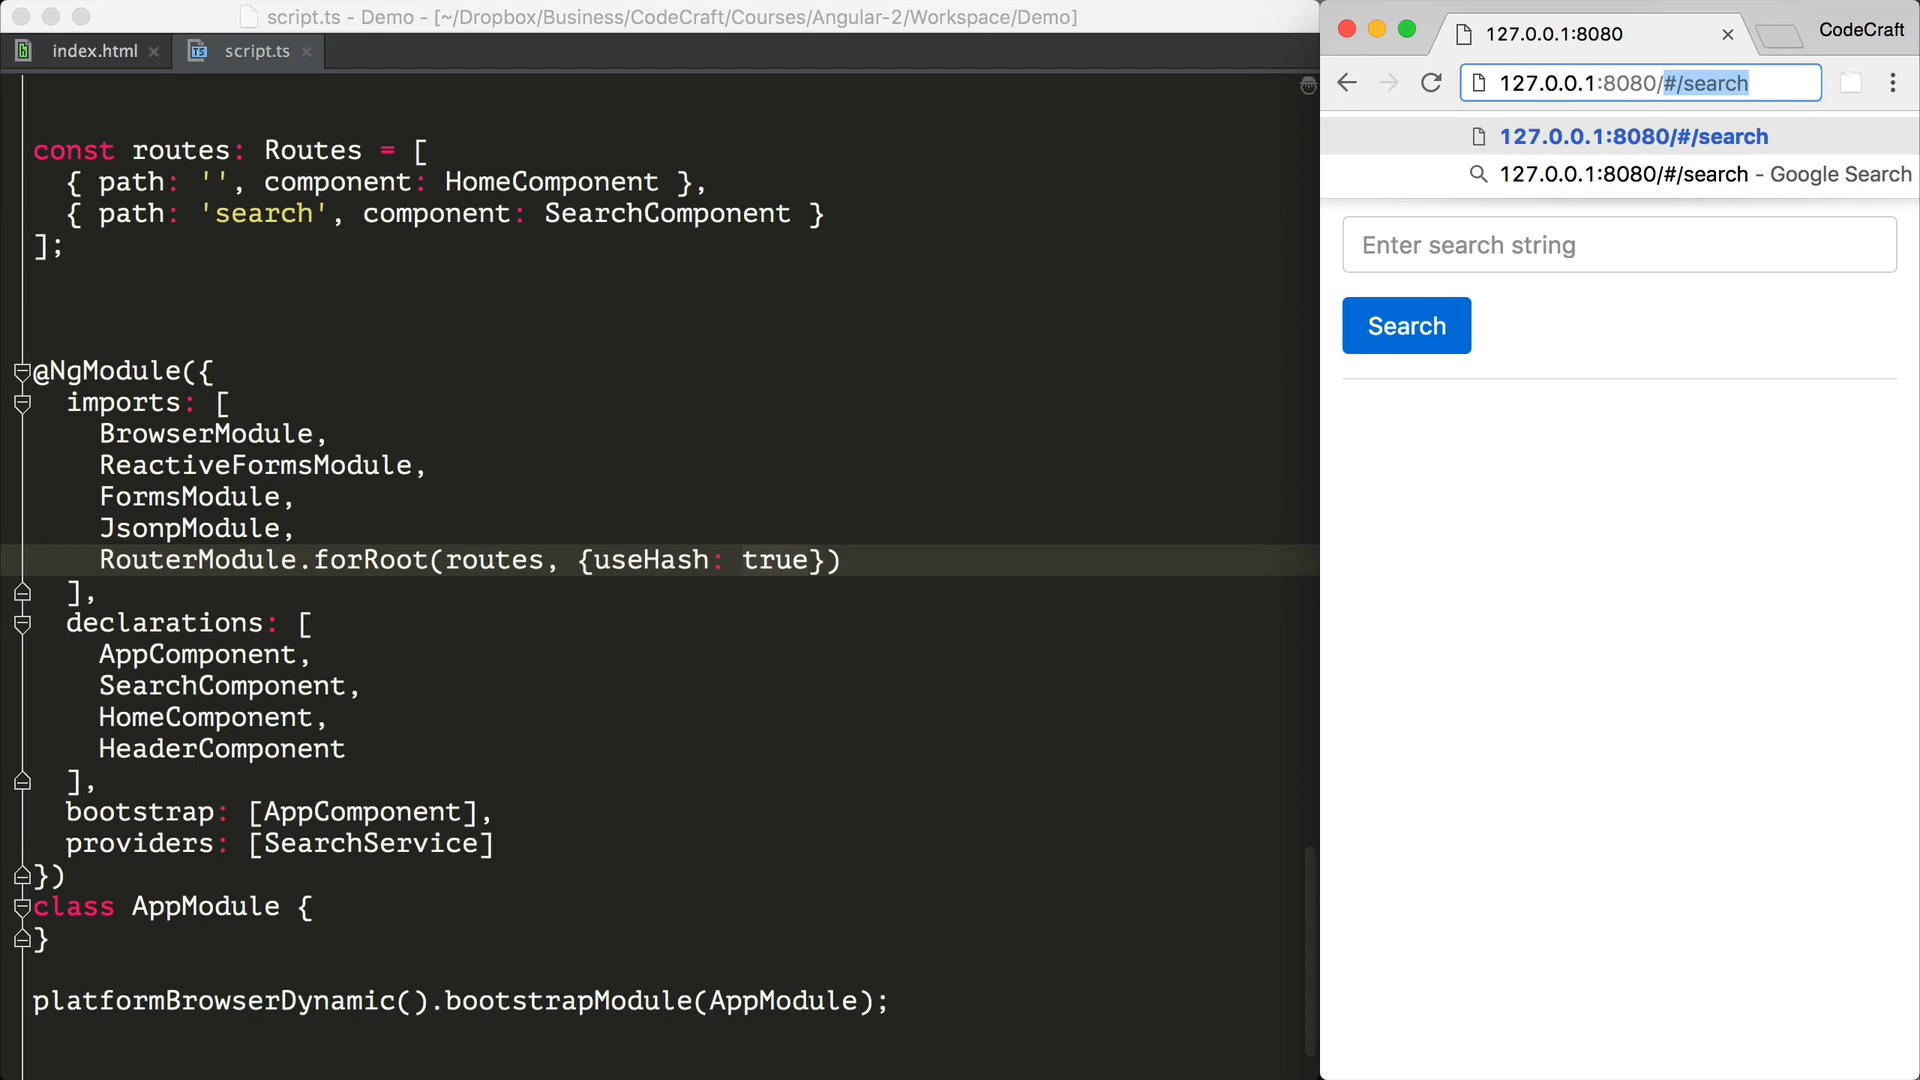 script.ts - Demo - [~/Dropbox/Business/CodeCraft/Courses/Angular-2/Workspace/Demo]
index.html
script.ts
const routes: Routes = [
{ path: '', component: HomeComponent },
{ path: 'search', component: SearchComponent }
];
@NgModule({
imports: [
BrowserModule,
ReactiveFormsModule,
FormsModule,
JsonpModule,
RouterModule.forRoot(routes, {useHash: true})
],
declarations: [
AppComponent,
SearchComponent,
HomeComponent,
HeaderComponent
],
bootstrap: [AppComponent],
providers: [SearchService]
})
class AppModule {
}
platformBrowserDynamic().bootstrapModule(AppModule);
127.0.0.1:8080
CodeCraft
127.0.0.1:8080/#/search
127.0.0.1:8080/#/search
127.0.0.1:8080/#/search - Google Search
Enter search string
Search